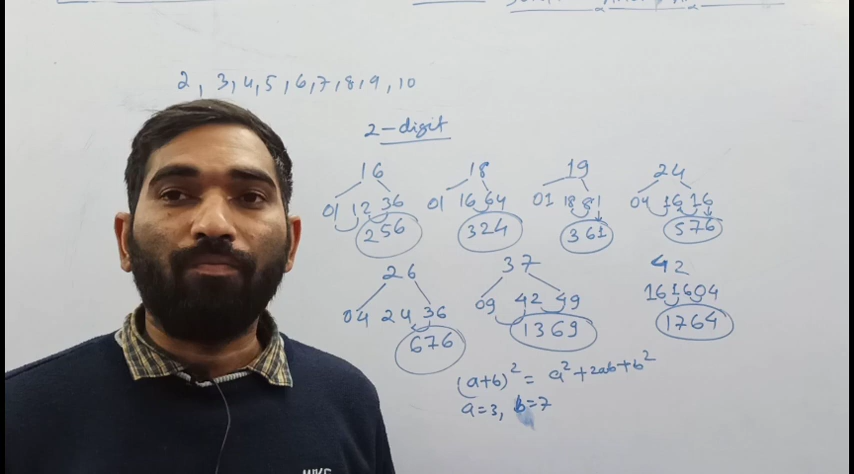 2, 3, 4, 5, 6, 7, 8, 9, 10
2-digit
16 18 19 24
01 12 36 01 16 64 01 18 81 04 16 16
256 324 361 576
26 37 42
04 24 36 09 42 49 16 16 04
676 1369 1764
(a+b)² = a² + 2ab + b²
a=3, b=7